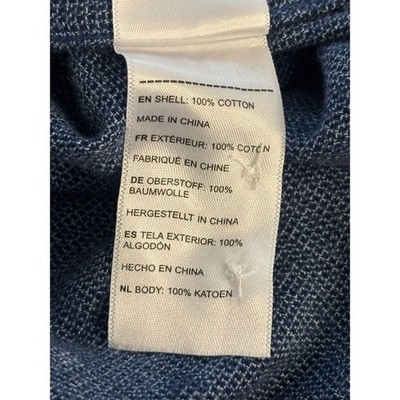 EN SHELL: 100% COTTON
MADE IN CHINA
FR EXTÉRIEUR: 100% COTON
FABRIQUÉ EN CHINE
DE OBERSTOFF: 100%
BAUMWOLLE
HERGESTELLT IN CHINA
ES TELA EXTERIOR: 100%
ALGODÓN
HECHO EN CHINA
NL BODY: 100% KATOEN